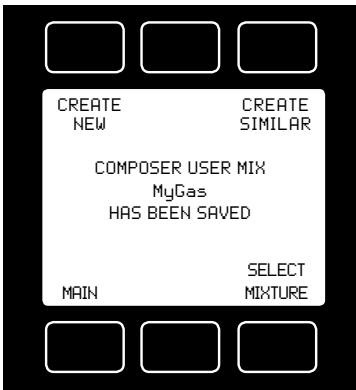 CREATE
NEW
CREATE
SIMILAR
COMPOSER USER MIX
MyGas
HAS BEEN SAVED
MAIN
SELECT
MIXTURE